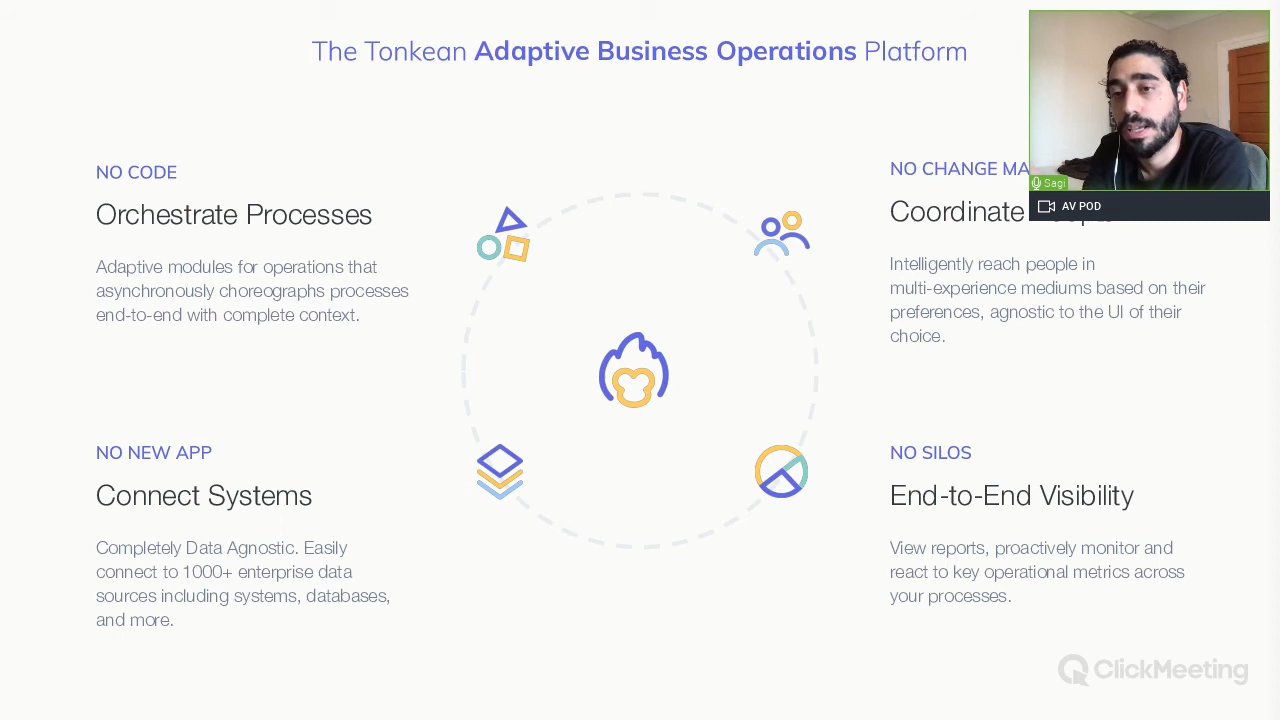 The Tonkean Adaptive Business Operations Platform
NO CODE
Orchestrate Processes
Adaptive modules for operations that
asynchronously choreographs processes
end-to-end with complete context.
NO CHANGE
Coordinate
Intelligently reach people in
multi-experience mediums based on their
preferences, agnostic to the UI of their
choice.
Sagi
AV POD
NO NEW APP
Connect Systems
Completely Data Agnostic. Easily
connect to 1000+ enterprise data
sources including systems, databases,
and more.
NO SILOS
End-to-End Visibility
View reports, proactively monitor and
react to key operational metrics across
your processes.
ClickMeeting